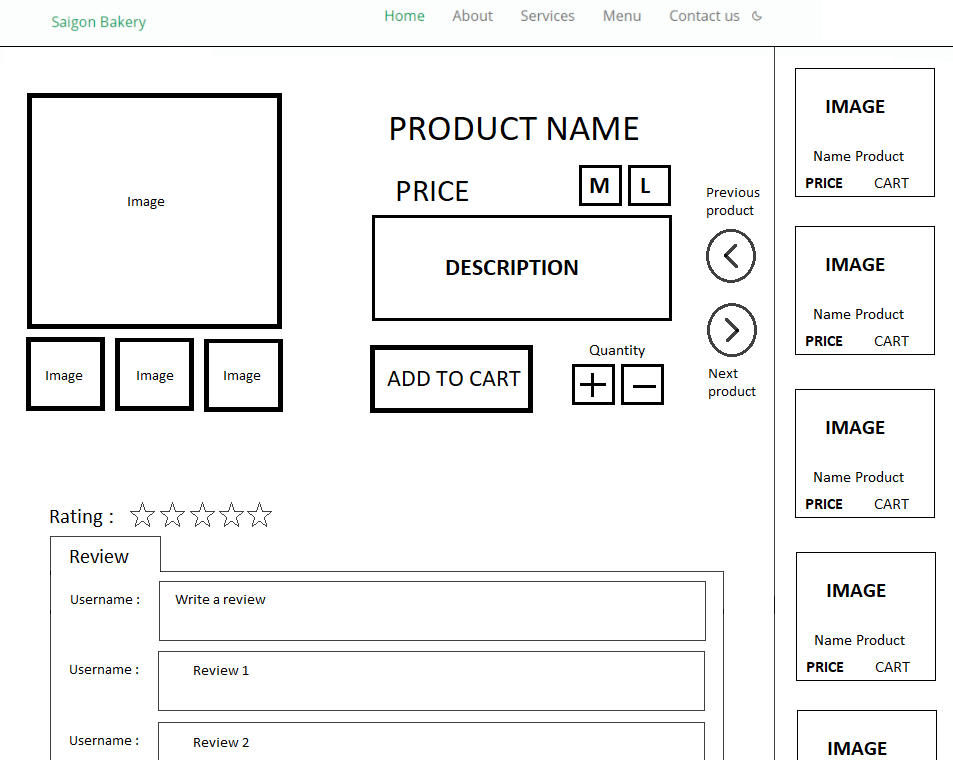 Saigon Bakery
Home About Services Menu Contact us
Image
Image Image Image
PRODUCT NAME
PRICE M L
DESCRIPTION
ADD TO CART
Quantity
+ −
Previous
product
<
>
Next
product
Rating :
Review
Username : Write a review
Username : Review 1
Username : Review 2
IMAGE
Name Product
PRICE CART
IMAGE
Name Product
PRICE CART
IMAGE
Name Product
PRICE CART
IMAGE
Name Product
PRICE CART
IMAGE